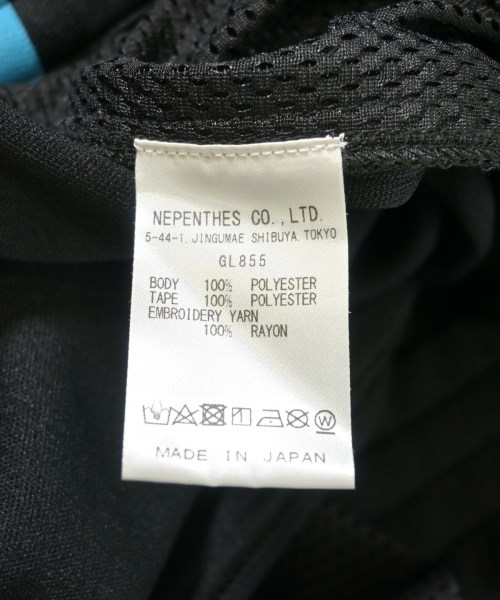 NEPENTHES CO.,LTD.
5-44-1, JINGUMAE SHIBUYA, TOKYO
GL855
BODY 100% POLYESTER
TAPE 100% POLYESTER
EMBROIDERY YARN
100% RAYON
W
MADE IN JAPAN